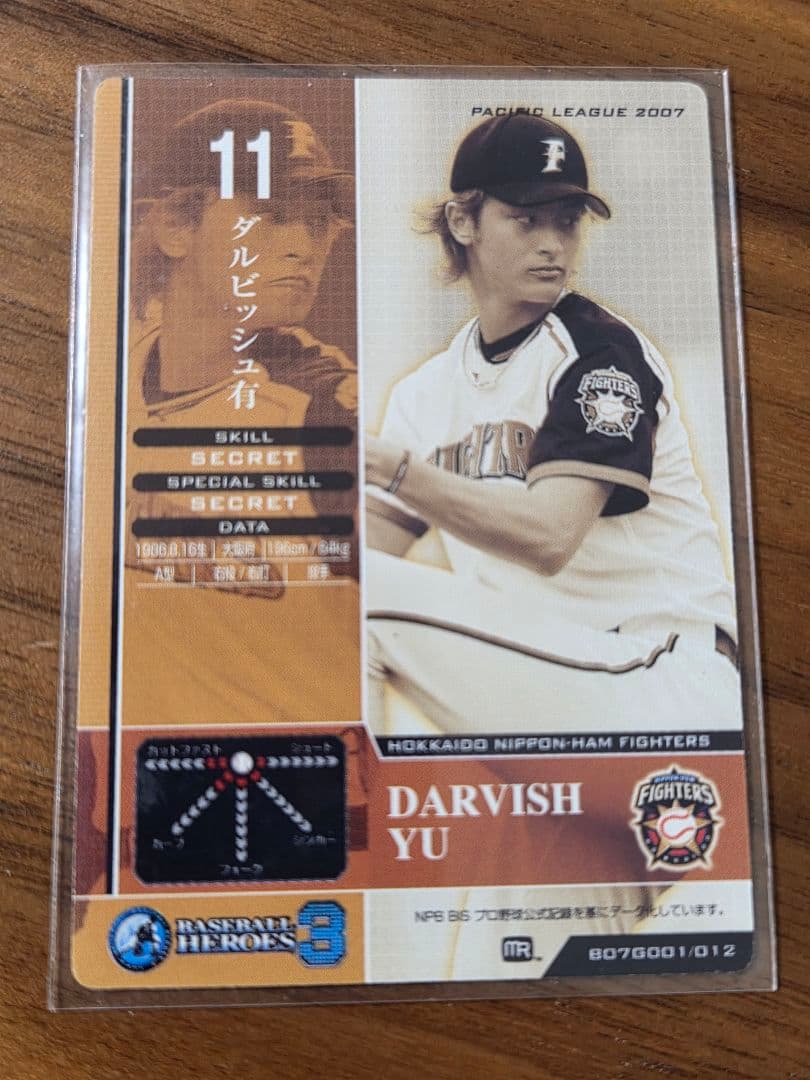 PACIFIC LEAGUE 2007
11
ダルビッシュ有
SKILL
SECRET
SPECIAL SKILL
SECRET
DATA
1986.8.16生 大阪府
A型 右投/右打 投手
FIGHTERS
カットファスト シュート
カーブ シンカー
フォーク
HOKKAIDO NIPPON-HAM FIGHTERS
DARVISH
YU
FIGHTERS
BASEBALL
HEROES 3
NPB BIS プロ野球公式記録を基にデータ化しています。
MR
B07G001/012